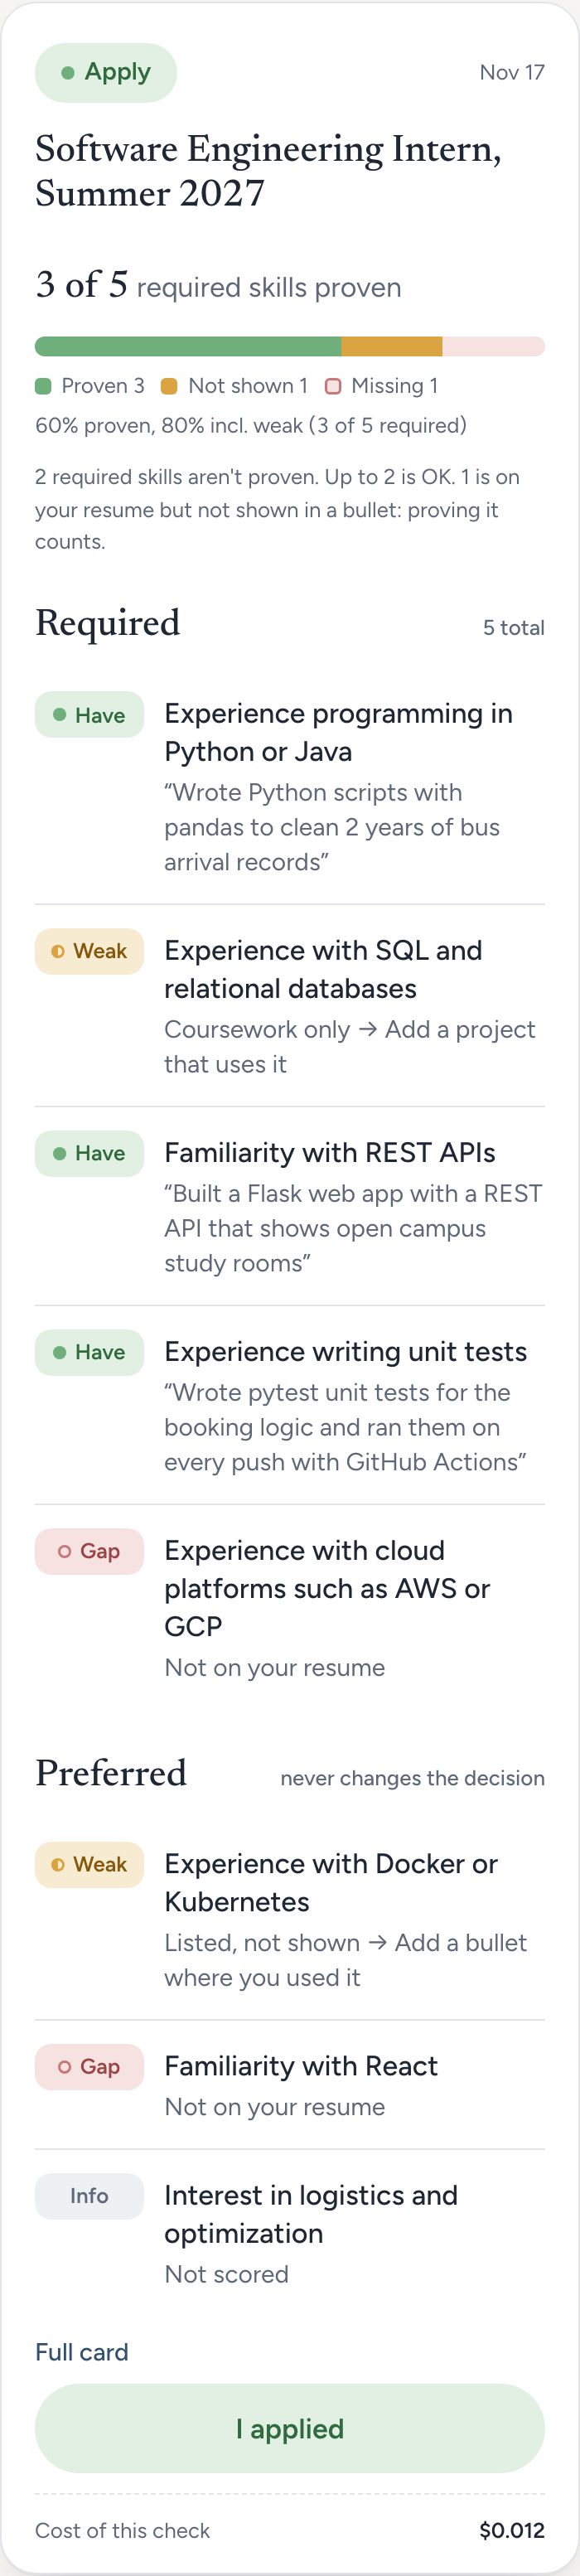 Apply
Nov 17
Software Engineering Intern,
Summer 2027
3 of 5 required skills proven
Proven 3 Not shown 1 Missing 1
60% proven, 80% incl. weak (3 of 5 required)
2 required skills aren't proven. Up to 2 is OK. 1 is on
your resume but not shown in a bullet: proving it
counts.
Required
5 total
Have
Experience programming in
Python or Java
“Wrote Python scripts with
pandas to clean 2 years of bus
arrival records”
Weak
Experience with SQL and
relational databases
Coursework only → Add a project
that uses it
Have
Familiarity with REST APIs
“Built a Flask web app with a REST
API that shows open campus
study rooms”
Have
Experience writing unit tests
“Wrote pytest unit tests for the
booking logic and ran them on
every push with GitHub Actions”
Gap
Experience with cloud
platforms such as AWS or
GCP
Not on your resume
Preferred
never changes the decision
Weak
Experience with Docker or
Kubernetes
Listed, not shown → Add a bullet
where you used it
Gap
Familiarity with React
Not on your resume
Info
Interest in logistics and
optimization
Not scored
Full card
I applied
Cost of this check
$0.012